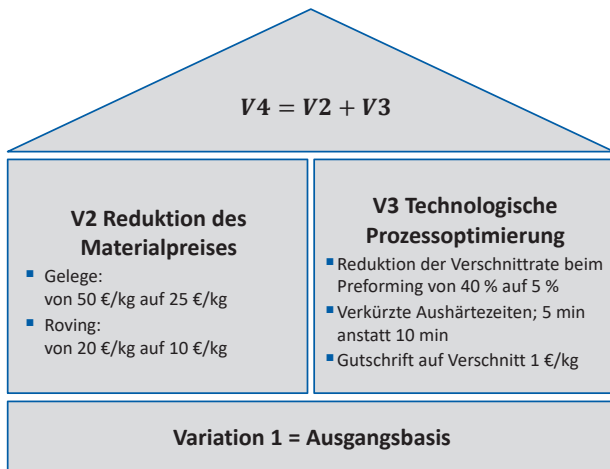 V4 = V2 + V3
V2 Reduktion des
Materialpreises
▪ Gelege:
von 50 €/kg auf 25 €/kg
▪ Roving:
von 20 €/kg auf 10 €/kg
V3 Technologische
Prozessoptimierung
▪ Reduktion der Verschnittrate beim
Preforming von 40 % auf 5 %
▪ Verkürzte Aushärtezeiten; 5 min
anstatt 10 min
▪ Gutschrift auf Verschnitt 1 €/kg
Variation 1 = Ausgangsbasis